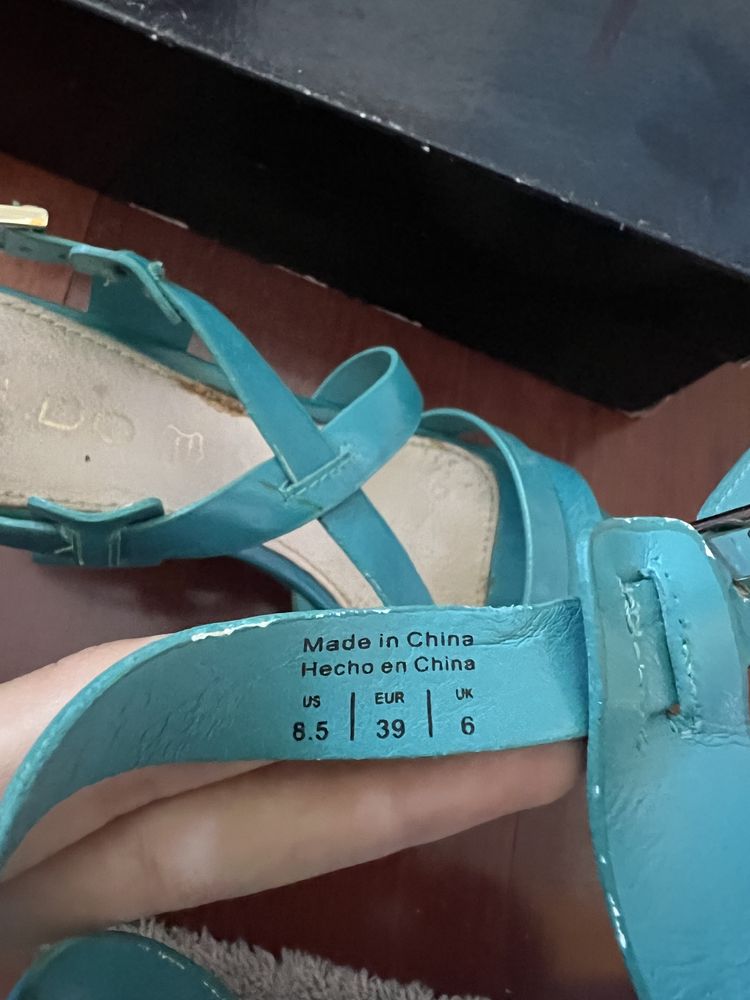 Made in China
Hecho en China
US EUR UK
8.5 39 6